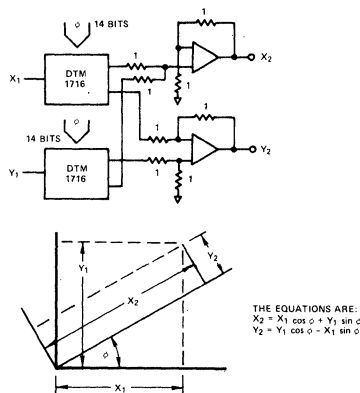 ϕ
14 BITS
X₁
DTM
1716
1
1
1
1
X₂
ϕ
14 BITS
Y₁
DTM
1716
1
1
1
1
Y₂
Y₁
X₂
Y₂
ϕ
X₁
THE EQUATIONS ARE:
X₂ = X₁ cos ϕ + Y₁ sin ϕ
Y₂ = Y₁ cos ϕ - X₁ sin ϕ